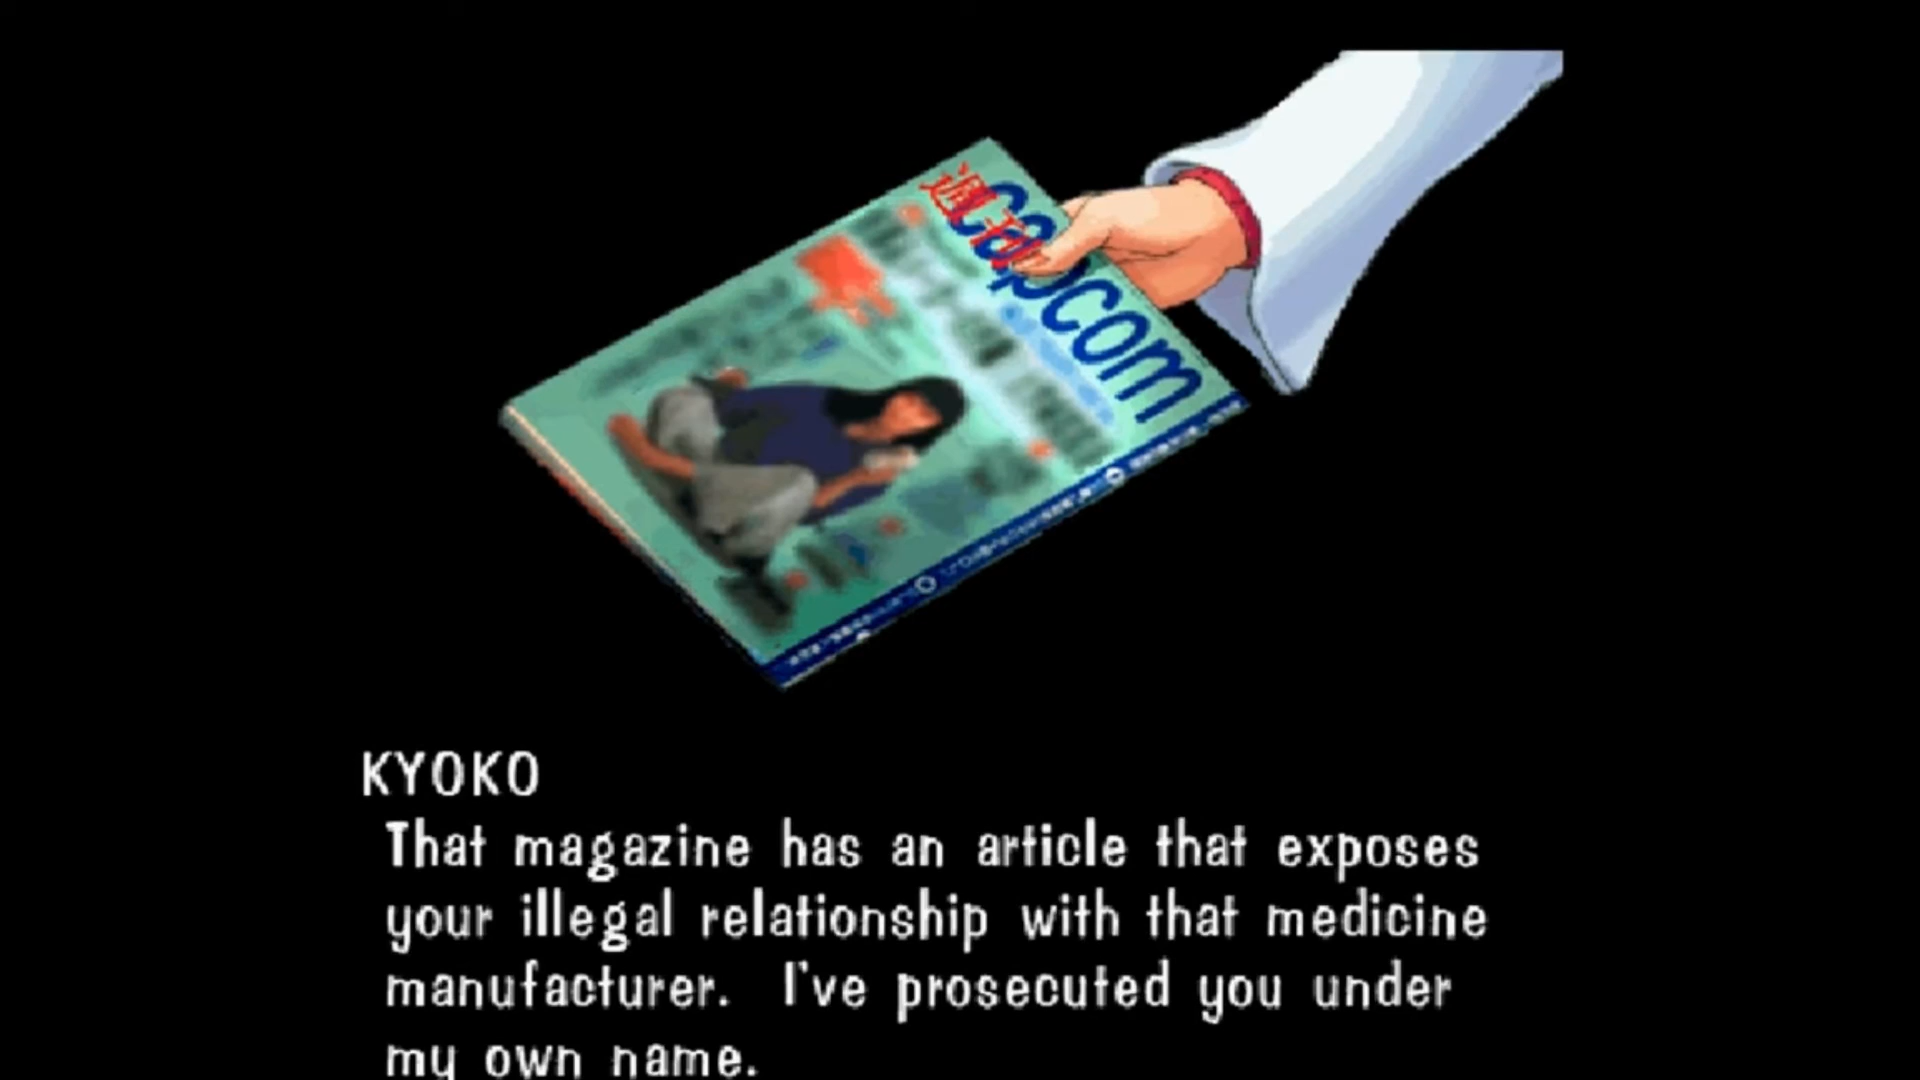 capcom
KYOKO
That magazine has an article that exposes
your illegal relationship with that medicine
manufacturer. I've prosecuted you under
my own name.